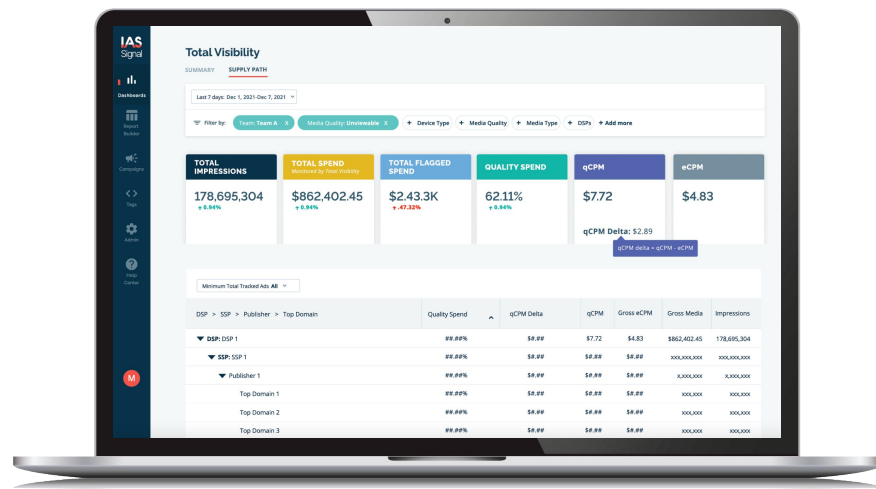 IAS
Signal
Dashboards
Report
Builder
Campaigns
Tags
Admin
Help
Center
M
Total Visibility
SUMMARY SUPPLY PATH
Last 7 days: Dec 1, 2021-Dec 7, 2021
Filter by: Team: Team A X Media Quality: Unviewable X + Device Type + Media Quality + Media Type + DSPs + Add more
TOTAL
IMPRESSIONS
178,695,304
↑ 0.94%
TOTAL SPEND
Monitored by Total Visibility
$862,402.45
↑ 0.94%
TOTAL FLAGGED
SPEND
$2.43.3K
↑ .47.32%
QUALITY SPEND
62.11%
↑ 0.94%
qCPM
$7.72
qCPM Delta: $2.89
qCPM delta = qCPM - eCPM
eCPM
$4.83
Minimum Total Tracked Ads All
DSP > SSP > Publisher > Top Domain Quality Spend qCPM Delta qCPM Gross eCPM Gross Media Impressions
DSP: DSP 1 ##.##% $#.## $7.72 $4.83 $862,402.45 178,695,304
SSP: SSP 1 ##.##% $#.## $#.## $#.## xxx,xxx,xxx xxx,xxx,xxx
Publisher 1 ##.##% $#.## $#.## $#.## x,xxx,xxx x,xxx,xxx
Top Domain 1 ##.##% $#.## $#.## $#.## xxx,xxx xxx,xxx
Top Domain 2 ##.##% $#.## $#.## $#.## xxx,xxx xxx,xxx
Top Domain 3 ##.##% $#.## $#.## $#.## xxx,xxx xxx,xxx